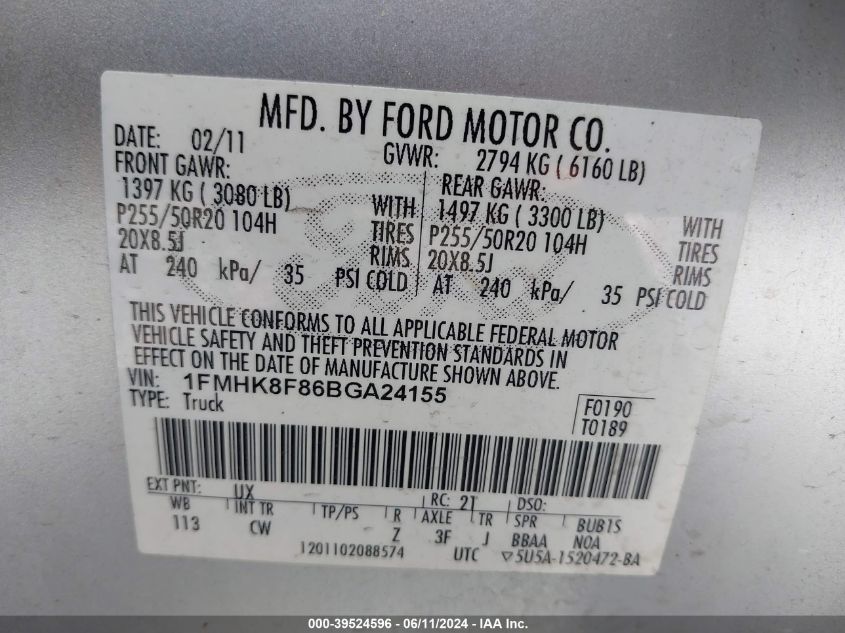 MFD. BY FORD MOTOR CO.
DATE: 02/11 GVWR: 2794 KG ( 6160 LB)
FRONT GAWR: REAR GAWR:
1397 KG ( 3080 LB) WITH 1497 KG ( 3300 LB) WITH
P255/50R20 104H TIRES P255/50R20 104H TIRES
20X8.5J RIMS 20X8.5J RIMS
AT 240 kPa/ 35 PSI COLD AT 240 kPa/ 35 PSI COLD
THIS VEHICLE CONFORMS TO ALL APPLICABLE FEDERAL MOTOR
VEHICLE SAFETY AND THEFT PREVENTION STANDARDS IN
EFFECT ON THE DATE OF MANUFACTURE SHOWN ABOVE.
VIN: 1FMHK8F86BGA24155
TYPE: Truck
F0190
T0189
EXT PNT: UX RC: 21 DSO:
WB INT TR TP/PS R AXLE TR SPR BUB1S
113 CW Z 3F J BBAA NOA
1201102088574 UTC ▽5U5A-1520472-BA
000-39524596 - 06/11/2024 - IAA Inc.